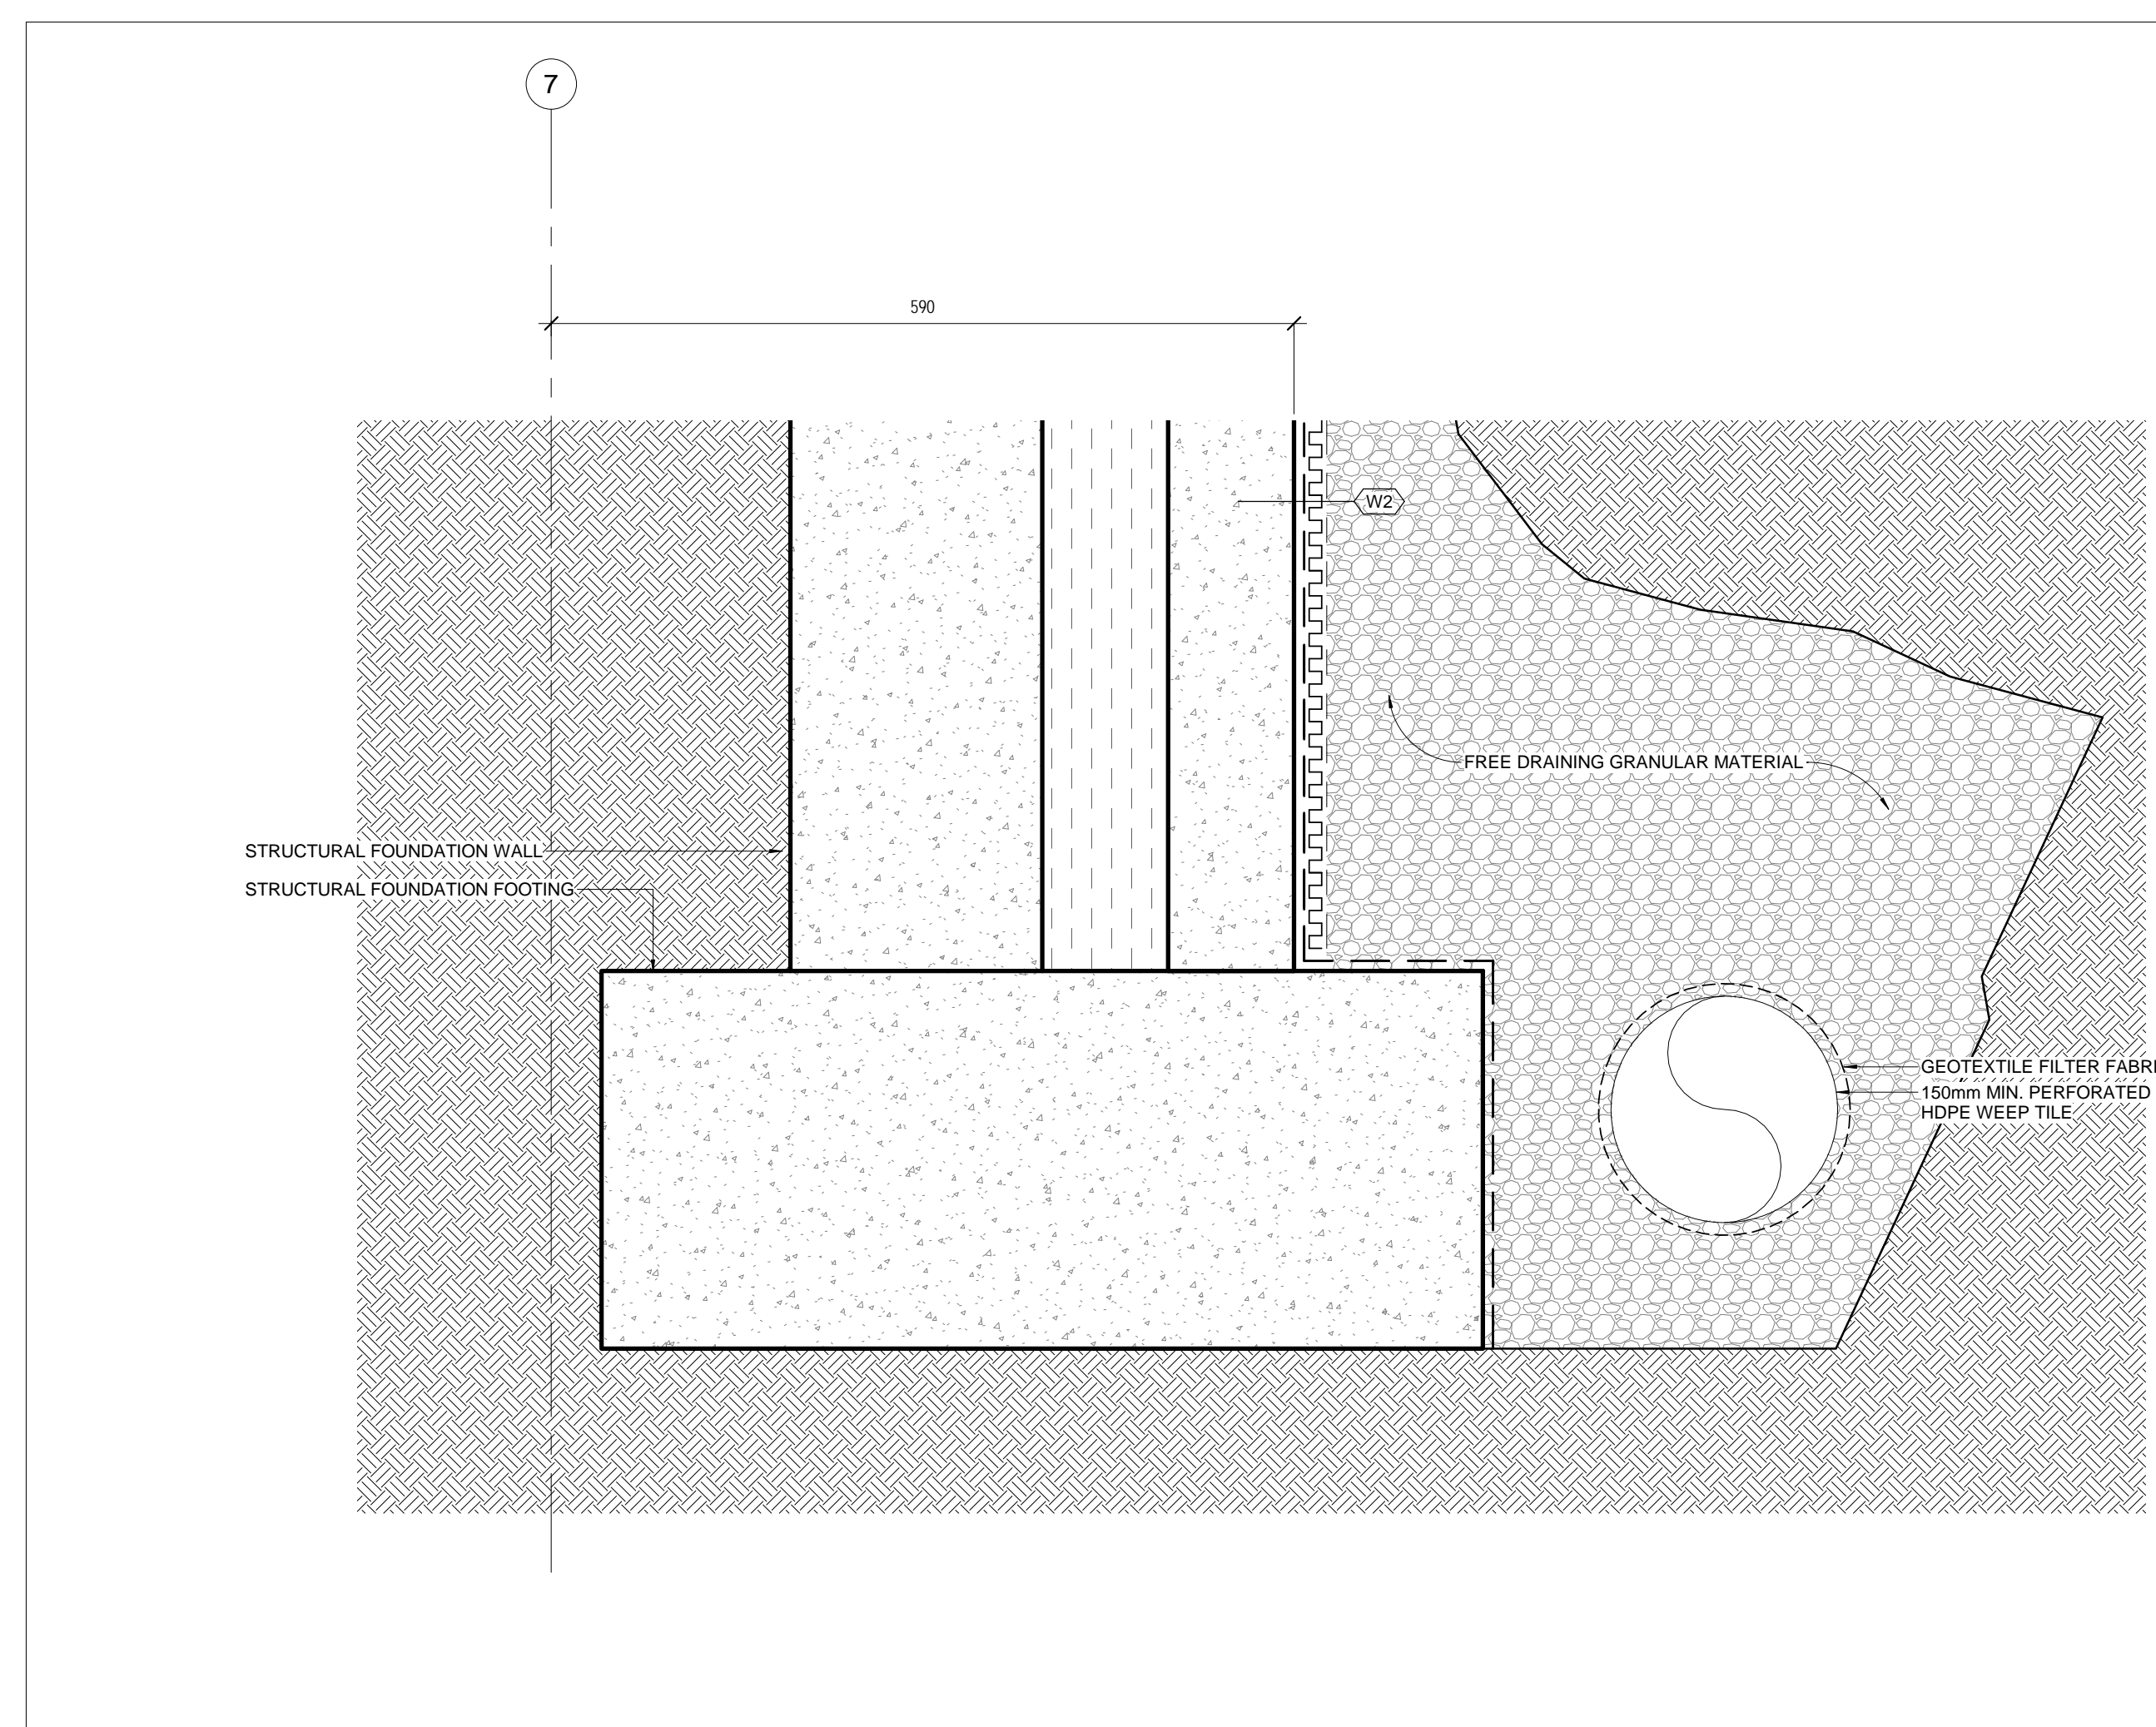 7
590
W2
FREE DRAINING GRANULAR MATERIAL
STRUCTURAL FOUNDATION WALL
STRUCTURAL FOUNDATION FOOTING
GEOTEXTILE FILTER FABRI
150mm MIN. PERFORATED
HDPE WEEP TILE